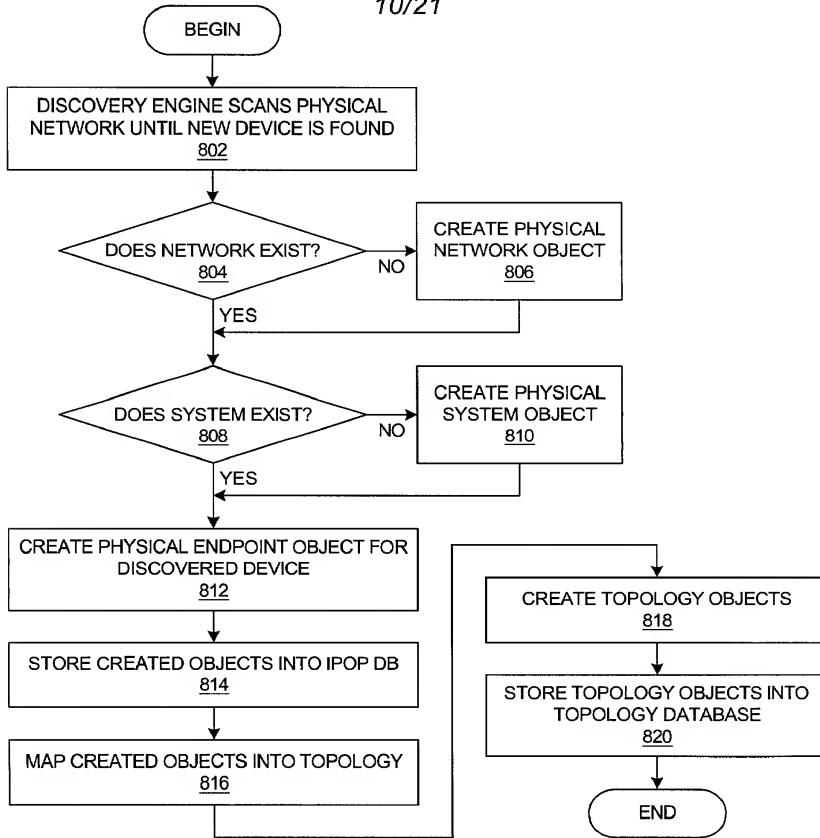 10/21
BEGIN
DISCOVERY ENGINE SCANS PHYSICAL
NETWORK UNTIL NEW DEVICE IS FOUND
802
DOES NETWORK EXIST?
804
NO
CREATE PHYSICAL
NETWORK OBJECT
806
YES
DOES SYSTEM EXIST?
808
NO
CREATE PHYSICAL
SYSTEM OBJECT
810
YES
CREATE PHYSICAL ENDPOINT OBJECT FOR
DISCOVERED DEVICE
812
STORE CREATED OBJECTS INTO IPOP DB
814
MAP CREATED OBJECTS INTO TOPOLOGY
816
CREATE TOPOLOGY OBJECTS
818
STORE TOPOLOGY OBJECTS INTO
TOPOLOGY DATABASE
820
END